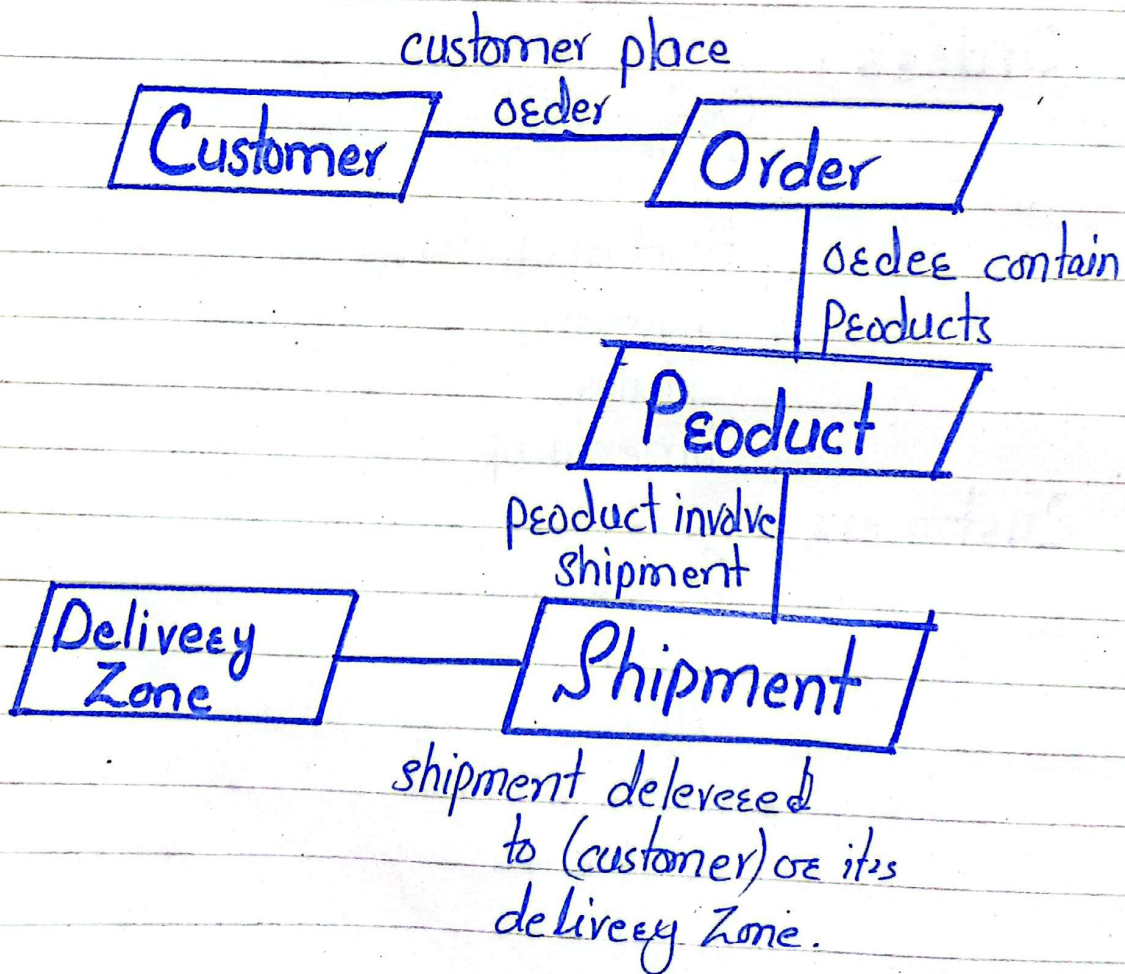 customer place
order
Customer
Order
order contain
products
Product
product involve
shipment
Delivery
Zone
Shipment
shipment delevered
to (customer) or it's
delivery Zone.